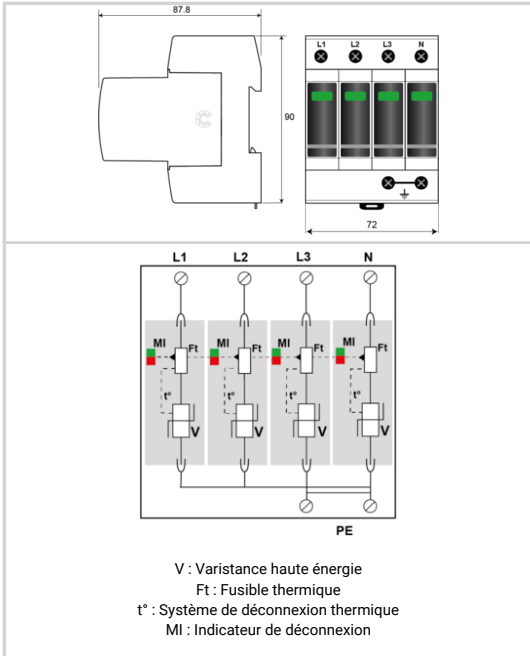 87.8
L1 L2 L3 N
90
72
L1 L2 L3 N
MI Ft MI Ft MI Ft MI Ft
t° t° t° t°
V V V V
PE
V : Varistance haute énergie
Ft : Fusible thermique
t° : Système de déconnexion thermique
MI : Indicateur de déconnexion